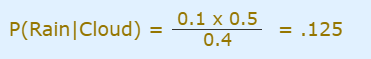 P(Rain|Cloud) = 0.1 x 0.5 / 0.4 = .125